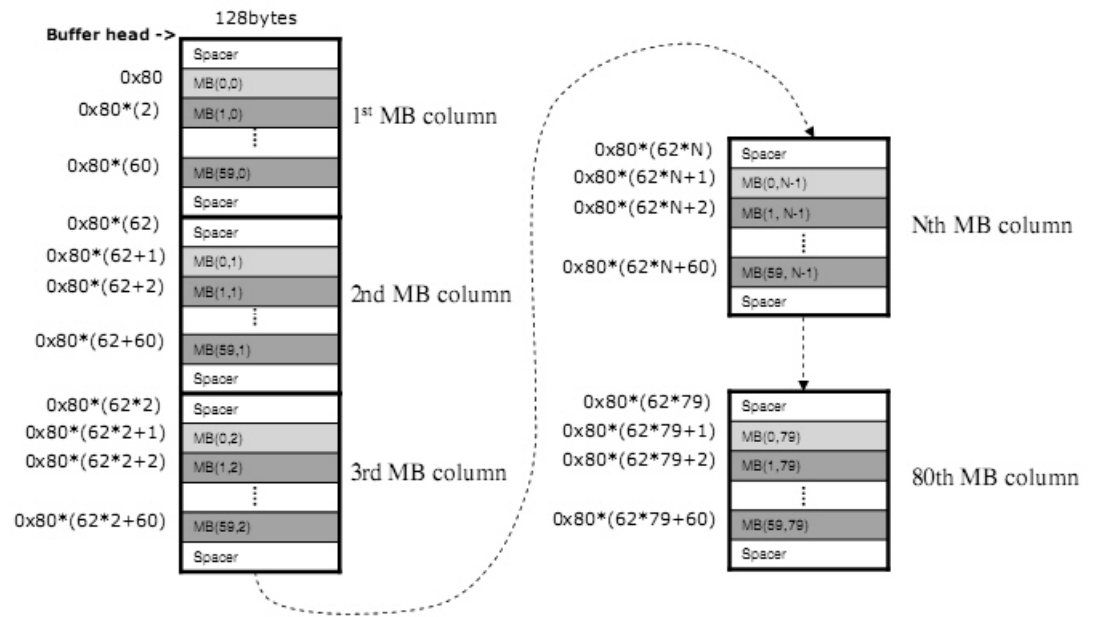 128bytes
Buffer head ->
Spacer
0x80 MB(0,0)
0x80*(2) MB(1,0)
1st MB column
0x80*(60) MB(59,0)
Spacer
0x80*(62) Spacer
0x80*(62+1) MB(0,1)
0x80*(62+2) MB(1,1)
2nd MB column
0x80*(62+60) MB(59,1)
Spacer
0x80*(62*2) Spacer
0x80*(62*2+1) MB(0,2)
0x80*(62*2+2) MB(1,2)
3rd MB column
0x80*(62*2+60) MB(59,2)
Spacer
0x80*(62*N) Spacer
0x80*(62*N+1) MB(0,N-1)
0x80*(62*N+2) MB(1, N-1)
Nth MB column
0x80*(62*N+60) MB(59, N-1)
Spacer
0x80*(62*79) Spacer
0x80*(62*79+1) MB(0,79)
0x80*(62*79+2) MB(1,79)
80th MB column
0x80*(62*79+60) MB(59,79)
Spacer